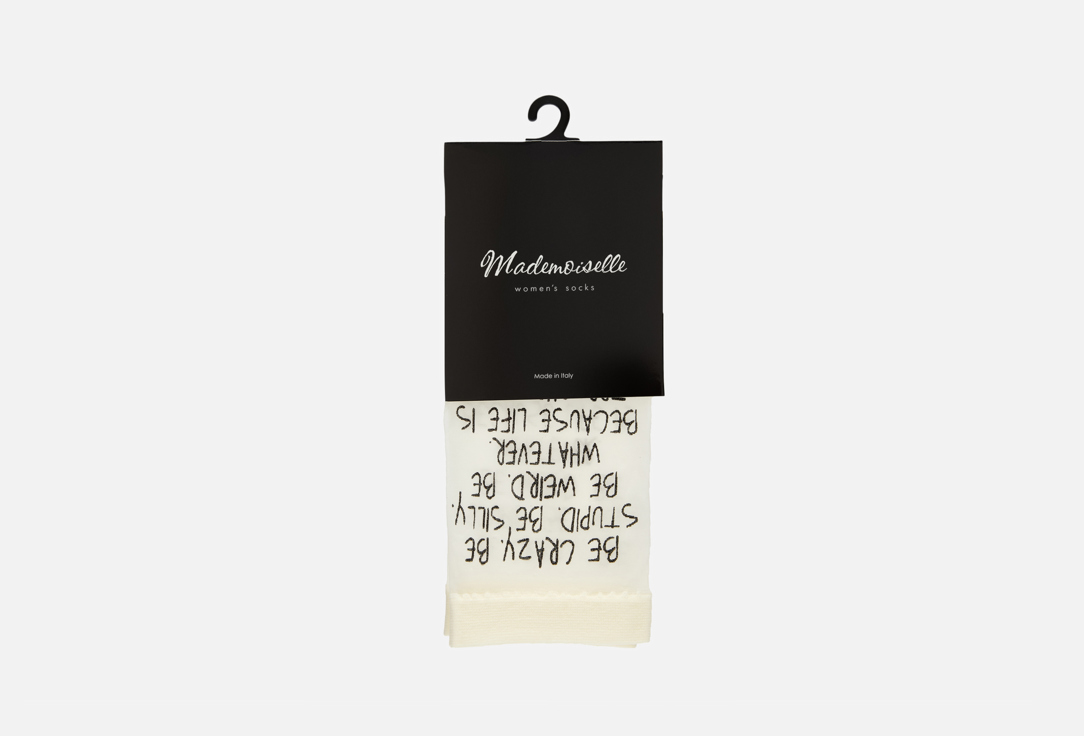 Mademoiselle
women's socks
Made in Italy
BE CRAZY. BE
STUPID. BE SILLY.
BE WEIRD. BE
WHATEVER.
BECAUSE LIFE IS